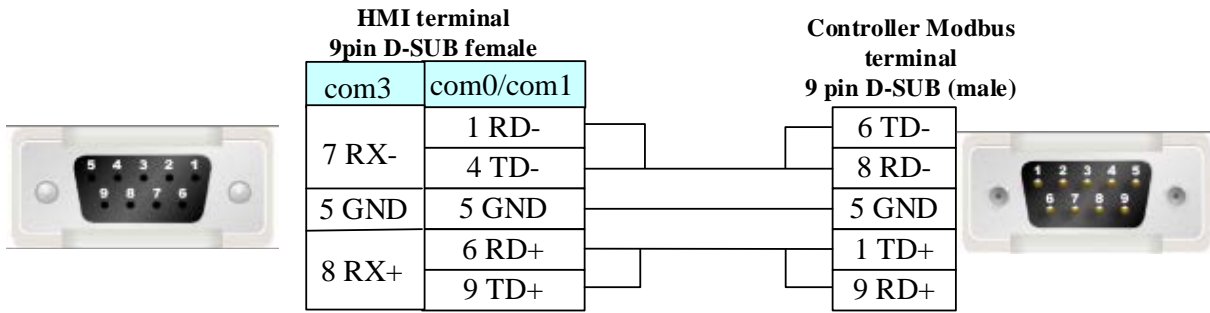 HMI terminal
9pin D-SUB female
Controller Modbus
terminal
9 pin D-SUB (male)
com3 com0/com1
7 RX-
1 RD-
4 TD-
5 GND 5 GND
8 RX+
6 RD+
9 TD+
6 TD-
8 RD-
5 GND
1 TD+
9 RD+
5 4 3 2 1
9 8 7 6
1 2 3 4 5
6 7 8 9